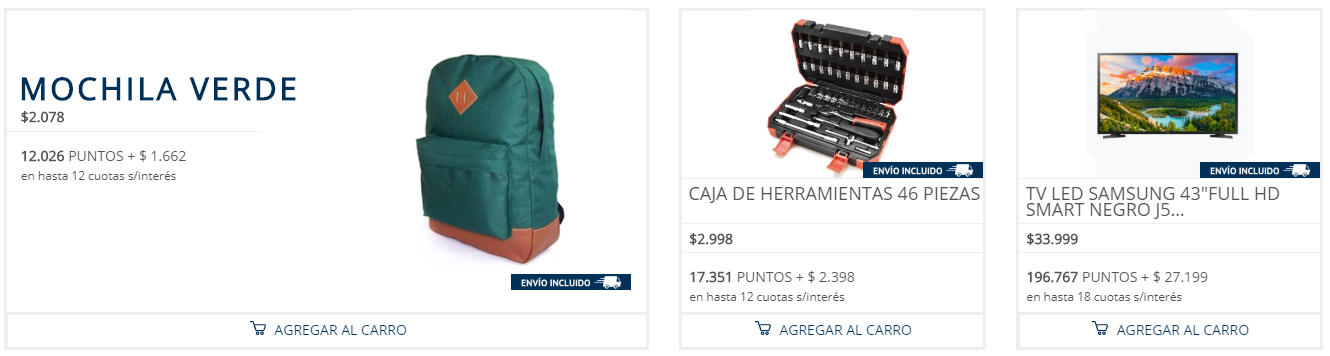 MOCHILA VERDE
$2.078
12.026 PUNTOS + $ 1.662
en hasta 12 cuotas s/interés
ENVÍO INCLUIDO
AGREGAR AL CARRO
ENVÍO INCLUIDO
CAJA DE HERRAMIENTAS 46 PIEZAS
$2.998
17.351 PUNTOS + $ 2.398
en hasta 12 cuotas s/interés
AGREGAR AL CARRO
ENVÍO INCLUIDO
TV LED SAMSUNG 43"FULL HD
SMART NEGRO J5...
$33.999
196.767 PUNTOS + $ 27.199
en hasta 18 cuotas s/interés
AGREGAR AL CARRO